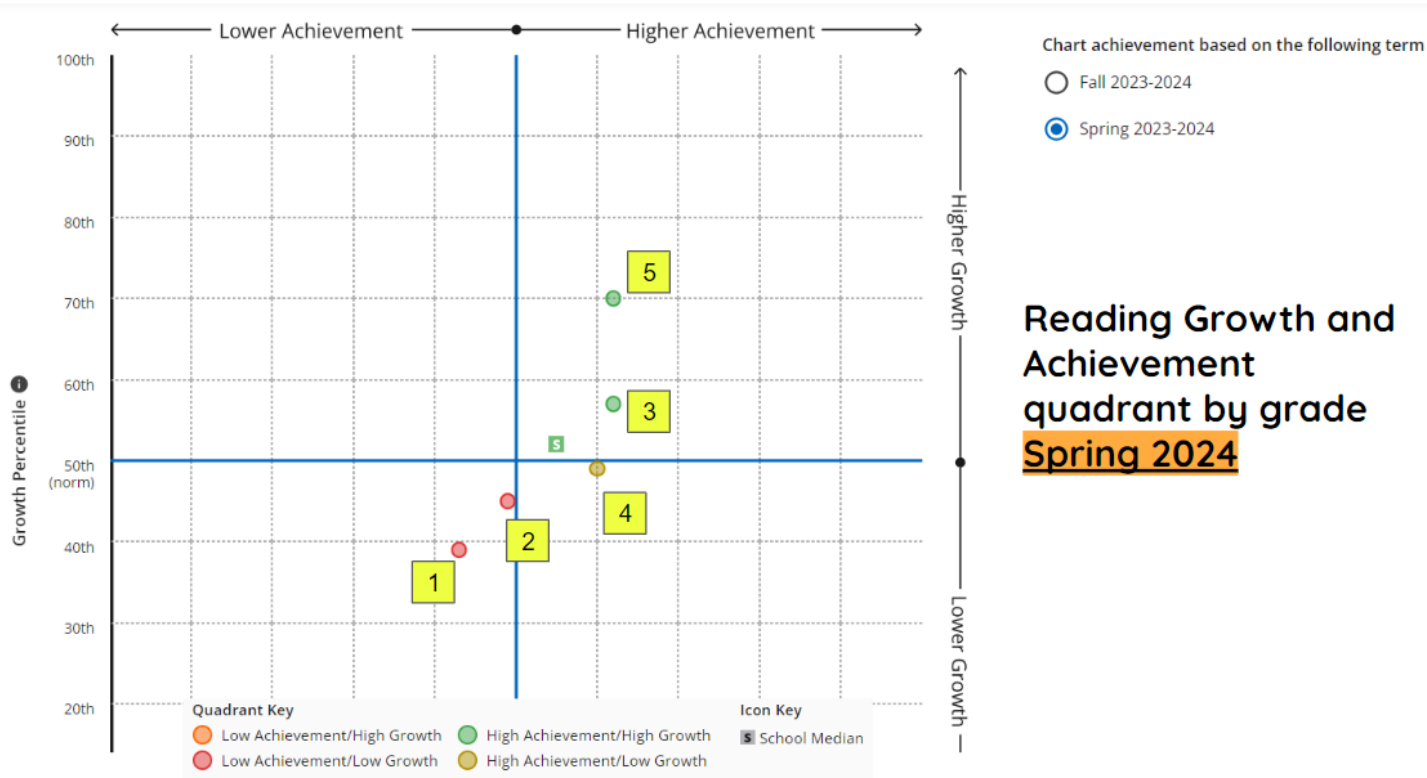 Lower Achievement
Higher Achievement
Chart achievement based on the following term
Fall 2023-2024
Spring 2023-2024
100th
90th
80th
70th
60th
50th
(norm)
40th
30th
20th
Growth Percentile
i
5
3
S
4
2
1
Higher Growth
Lower Growth
Reading Growth and
Achievement
quadrant by grade
Spring 2024
Quadrant Key
Low Achievement/High Growth
High Achievement/High Growth
Low Achievement/Low Growth
High Achievement/Low Growth
Icon Key
S School Median